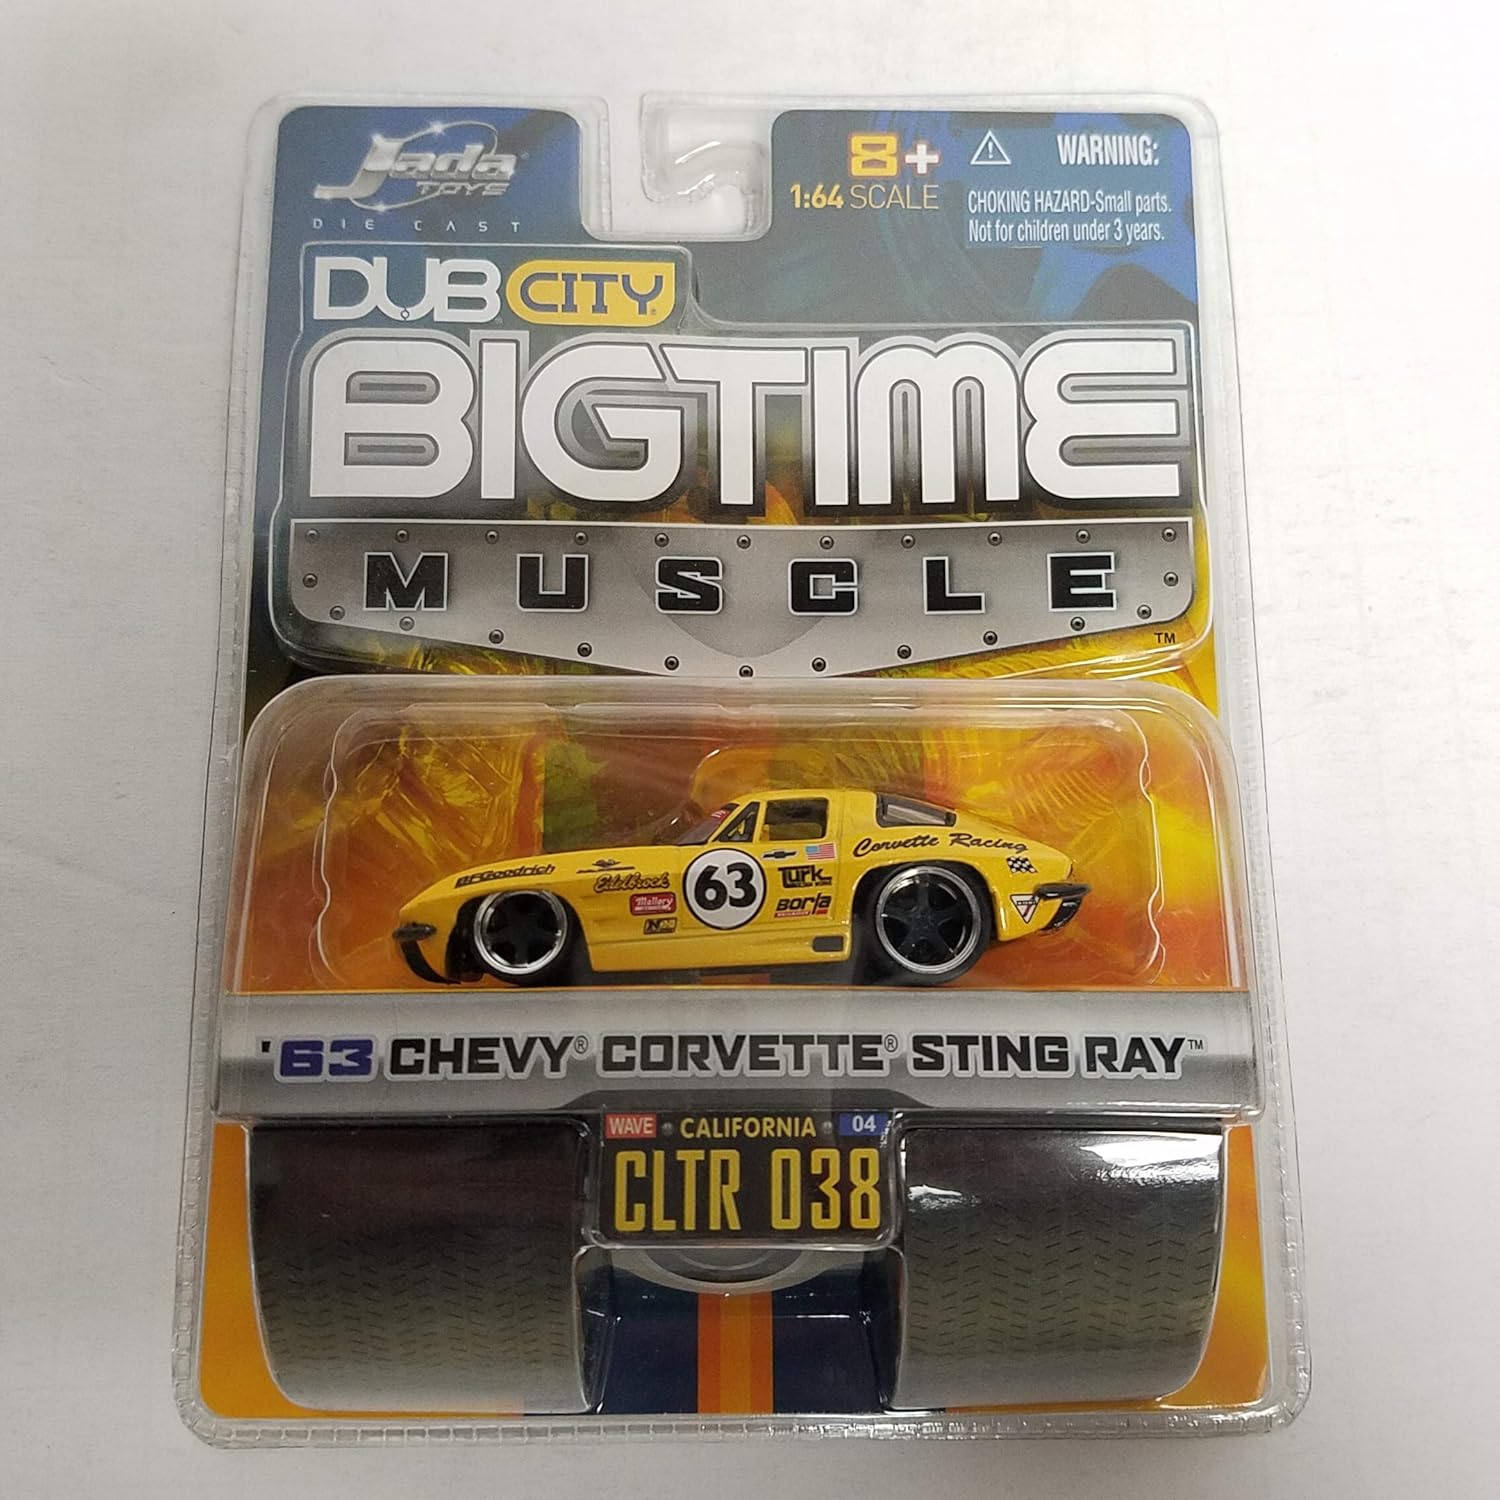 Jada
TOYS
DIE CAST
8+
1:64 SCALE
WARNING:
CHOKING HAZARD-Small parts.
Not for children under 3 years.
DUB CITY
BIGTIME
MUSCLE™
Corvette Racing
BFGoodrich
Edelbrock
Mallory
63
Turk
Borla
'63 CHEVY® CORVETTE® STING RAY™
WAVE • CALIFORNIA • 04
CLTR 038